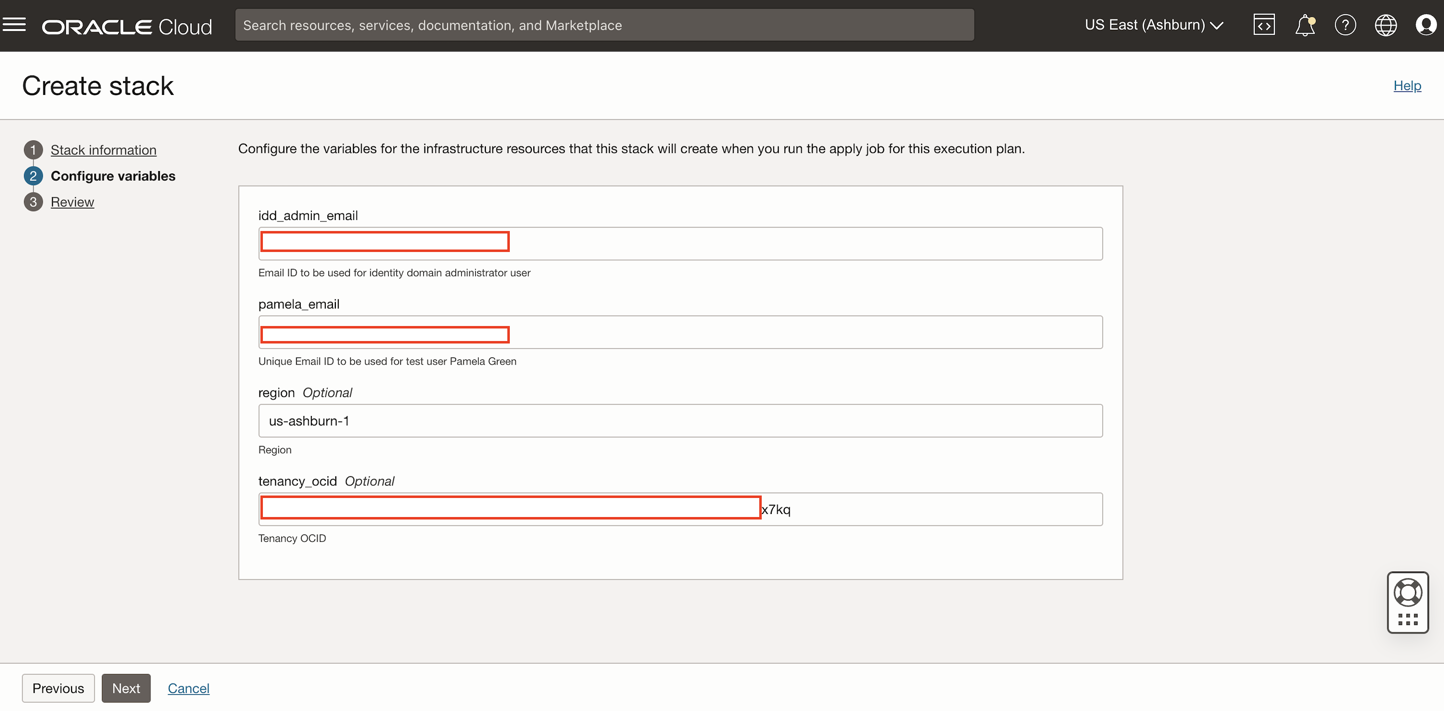 ORACLE Cloud
Search resources, services, documentation, and Marketplace
US East (Ashburn)
Create stack
Help
1 Stack information
2 Configure variables
3 Review
Configure the variables for the infrastructure resources that this stack will create when you run the apply job for this execution plan.
idd_admin_email
Email ID to be used for identity domain administrator user
pamela_email
Unique Email ID to be used for test user Pamela Green
region Optional
us-ashburn-1
Region
tenancy_ocid Optional
x7kq
Tenancy OCID
Previous
Next
Cancel